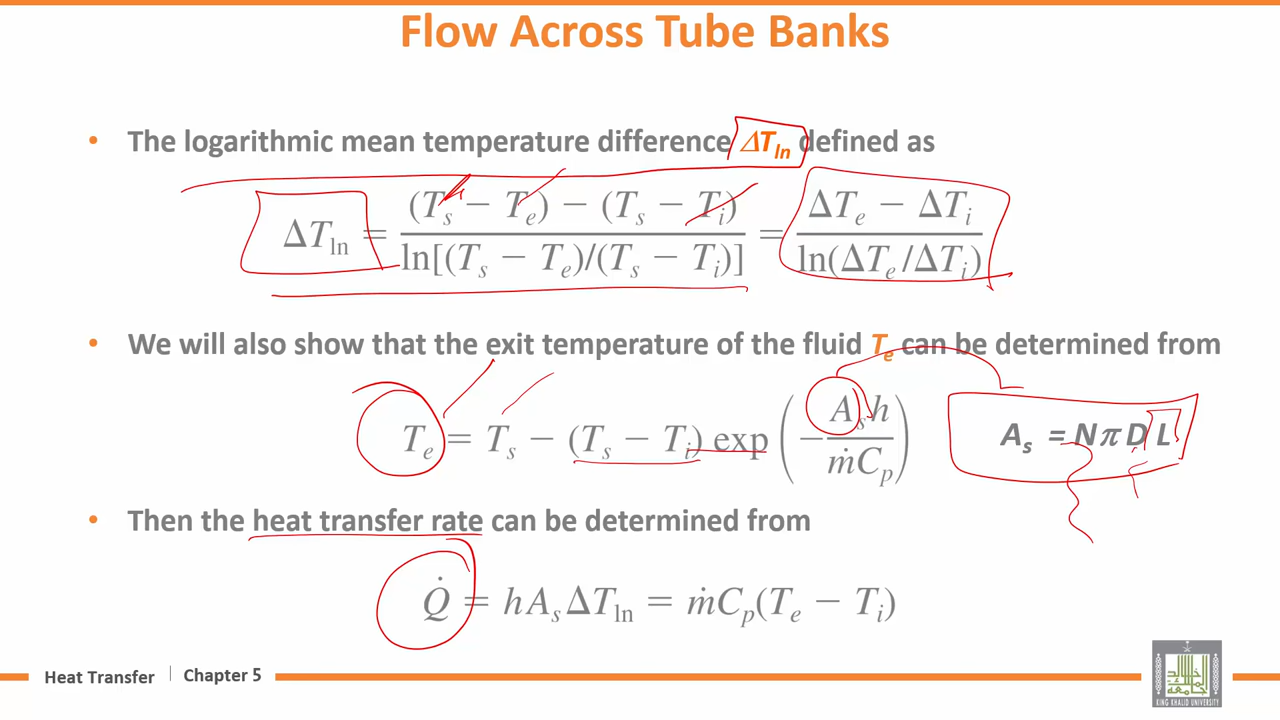 Flow Across Tube Banks
• The logarithmic mean temperature difference ΔT_ln defined as
ΔT_ln = ((T_s − T_e) − (T_s − T_i)) / (ln[(T_s − T_e)/(T_s − T_i)]) = (ΔT_e − ΔT_i) / (ln(ΔT_e/ΔT_i))
• We will also show that the exit temperature of the fluid T_e can be determined from
T_e = T_s − (T_s − T_i) exp(−(A_s h)/(ṁC_p))
A_s = NπDL
• Then the heat transfer rate can be determined from
Q̇ = hA_sΔT_ln = ṁC_p(T_e − T_i)
Heat Transfer | Chapter 5
KING KHALID UNIVERSITY